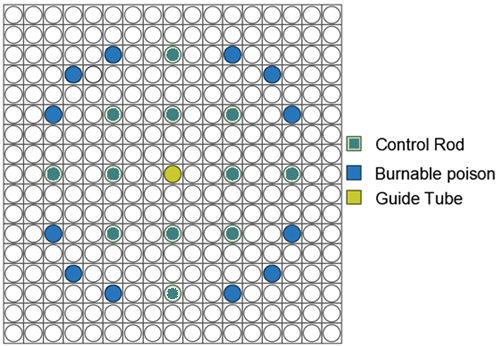 Control Rod
Burnable poison
Guide Tube